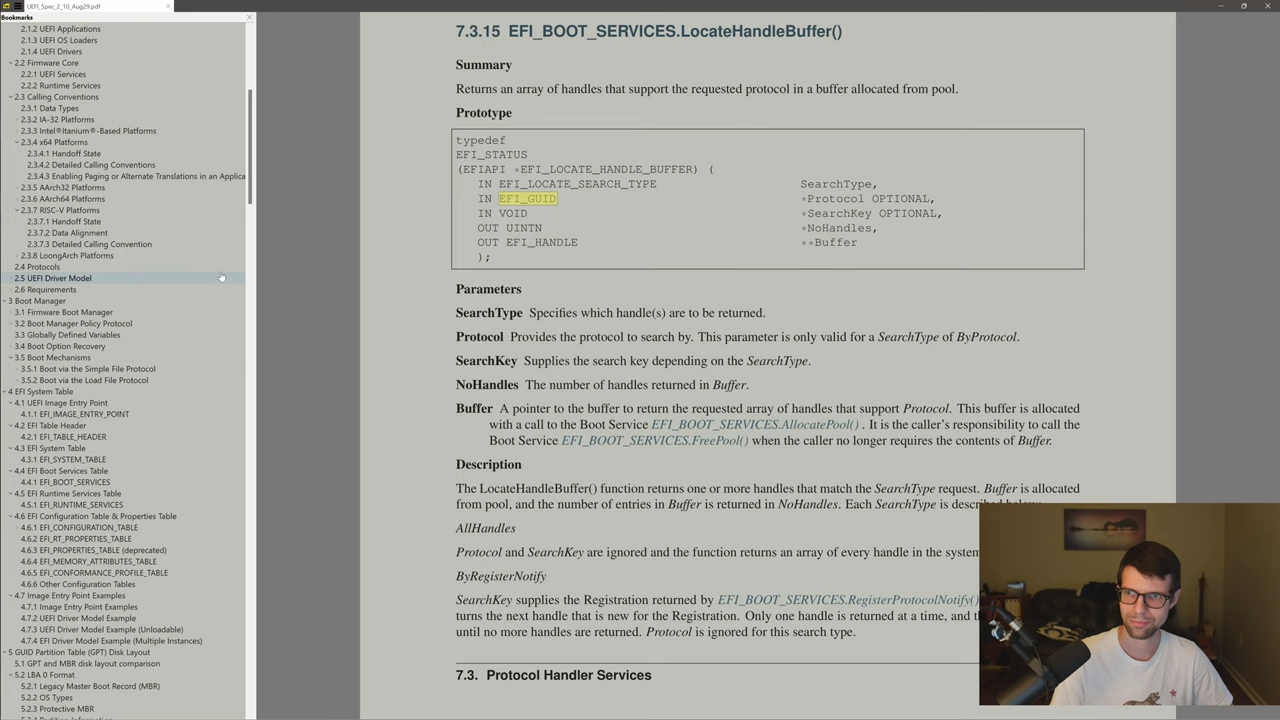 UEFI_Spec_2_10_Aug29.pdf
Bookmarks
2.1.2 UEFI Applications
2.1.3 UEFI OS Loaders
2.1.4 UEFI Drivers
2.2 Firmware Core
2.2.1 UEFI Services
2.2.2 Runtime Services
2.3 Calling Conventions
2.3.1 Data Types
2.3.2 IA-32 Platforms
2.3.3 Intel®Itanium®-Based Platforms
2.3.4 x64 Platforms
2.3.4.1 Handoff State
2.3.4.2 Detailed Calling Conventions
2.3.4.3 Enabling Paging or Alternate Translations in an Applica
2.3.5 AArch32 Platforms
2.3.6 AArch64 Platforms
2.3.7 RISC-V Platforms
2.3.7.1 Handoff State
2.3.7.2 Data Alignment
2.3.7.3 Detailed Calling Convention
2.3.8 LoongArch Platforms
2.4 Protocols
2.5 UEFI Driver Model
2.6 Requirements
3 Boot Manager
3.1 Firmware Boot Manager
3.2 Boot Manager Policy Protocol
3.3 Globally Defined Variables
3.4 Boot Option Recovery
3.5 Boot Mechanisms
3.5.1 Boot via the Simple File Protocol
3.5.2 Boot via the Load File Protocol
4 EFI System Table
4.1 UEFI Image Entry Point
4.1.1 EFI_IMAGE_ENTRY_POINT
4.2 EFI Table Header
4.2.1 EFI_TABLE_HEADER
4.3 EFI System Table
4.3.1 EFI_SYSTEM_TABLE
4.4 EFI Boot Services Table
4.4.1 EFI_BOOT_SERVICES
4.5 EFI Runtime Services Table
4.5.1 EFI_RUNTIME_SERVICES
4.6 EFI Configuration Table & Properties Table
4.6.1 EFI_CONFIGURATION_TABLE
4.6.2 EFI_RT_PROPERTIES_TABLE
4.6.3 EFI_PROPERTIES_TABLE (deprecated)
4.6.4 EFI_MEMORY_ATTRIBUTES_TABLE
4.6.5 EFI_CONFORMANCE_PROFILE_TABLE
4.6.6 Other Configuration Tables
4.7 Image Entry Point Examples
4.7.1 Image Entry Point Examples
4.7.2 UEFI Driver Model Example
4.7.3 UEFI Driver Model Example (Unloadable)
4.7.4 EFI Driver Model Example (Multiple Instances)
5 GUID Partition Table (GPT) Disk Layout
5.1 GPT and MBR disk layout comparison
5.2 LBA 0 Format
5.2.1 Legacy Master Boot Record (MBR)
5.2.2 OS Types
5.2.3 Protective MBR
5.2.4 Partition Information
7.3.15 EFI_BOOT_SERVICES.LocateHandleBuffer()
Summary
Returns an array of handles that support the requested protocol in a buffer allocated from pool.
Prototype
typedef
EFI_STATUS
(EFIAPI *EFI_LOCATE_HANDLE_BUFFER) (
IN EFI_LOCATE_SEARCH_TYPE SearchType,
IN EFI_GUID *Protocol OPTIONAL,
IN VOID *SearchKey OPTIONAL,
OUT UINTN *NoHandles,
OUT EFI_HANDLE **Buffer
);
Parameters
SearchType Specifies which handle(s) are to be returned.
Protocol Provides the protocol to search by. This parameter is only valid for a SearchType of ByProtocol.
SearchKey Supplies the search key depending on the SearchType.
NoHandles The number of handles returned in Buffer.
Buffer A pointer to the buffer to return the requested array of handles that support Protocol. This buffer is allocated
with a call to the Boot Service EFI_BOOT_SERVICES.AllocatePool() . It is the caller's responsibility to call the
Boot Service EFI_BOOT_SERVICES.FreePool() when the caller no longer requires the contents of Buffer.
Description
The LocateHandleBuffer() function returns one or more handles that match the SearchType request. Buffer is allocated
from pool, and the number of entries in Buffer is returned in NoHandles. Each SearchType is described below:
AllHandles
Protocol and SearchKey are ignored and the function returns an array of every handle in the system
ByRegisterNotify
SearchKey supplies the Registration returned by EFI_BOOT_SERVICES.RegisterProtocolNotify()
turns the next handle that is new for the Registration. Only one handle is returned at a time, and
until no more handles are returned. Protocol is ignored for this search type.
7.3. Protocol Handler Services